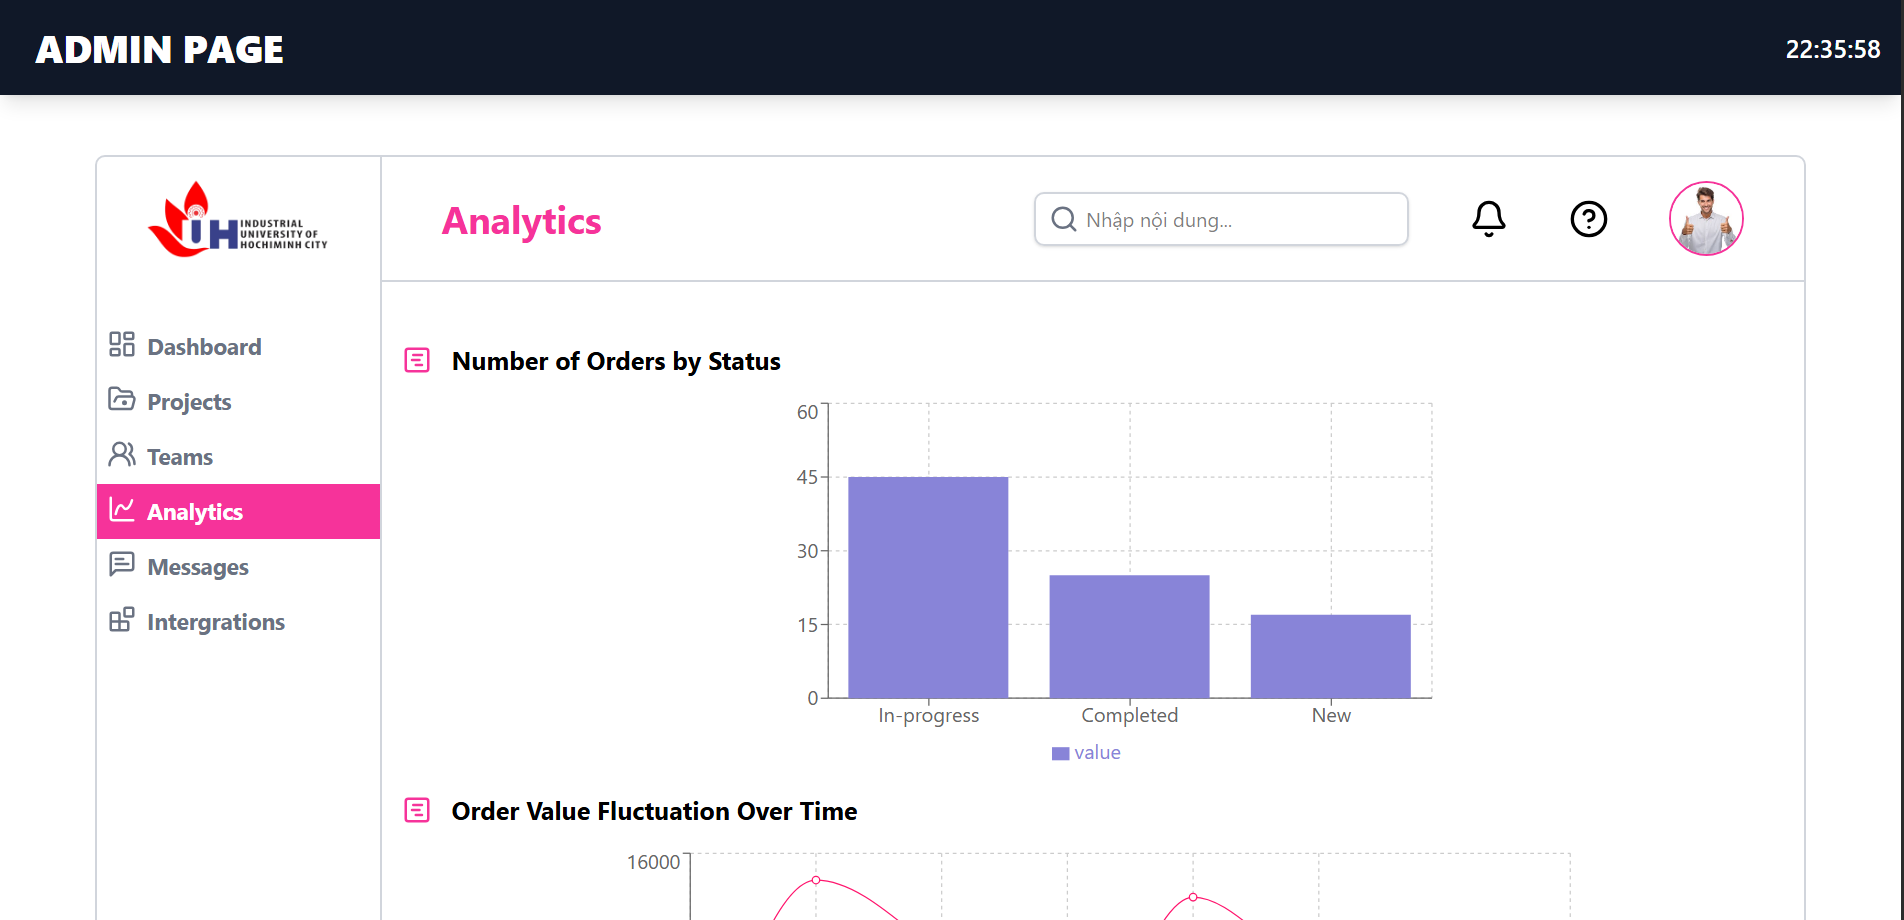 ADMIN PAGE
22:35:58
IUH
INDUSTRIAL
UNIVERSITY OF
HOCHIMINH CITY
Analytics
Nhập nội dung...
Dashboard
Projects
Teams
Analytics
Messages
Intergrations
Number of Orders by Status
60
45
30
15
0
In-progress
Completed
New
value
Order Value Fluctuation Over Time
16000